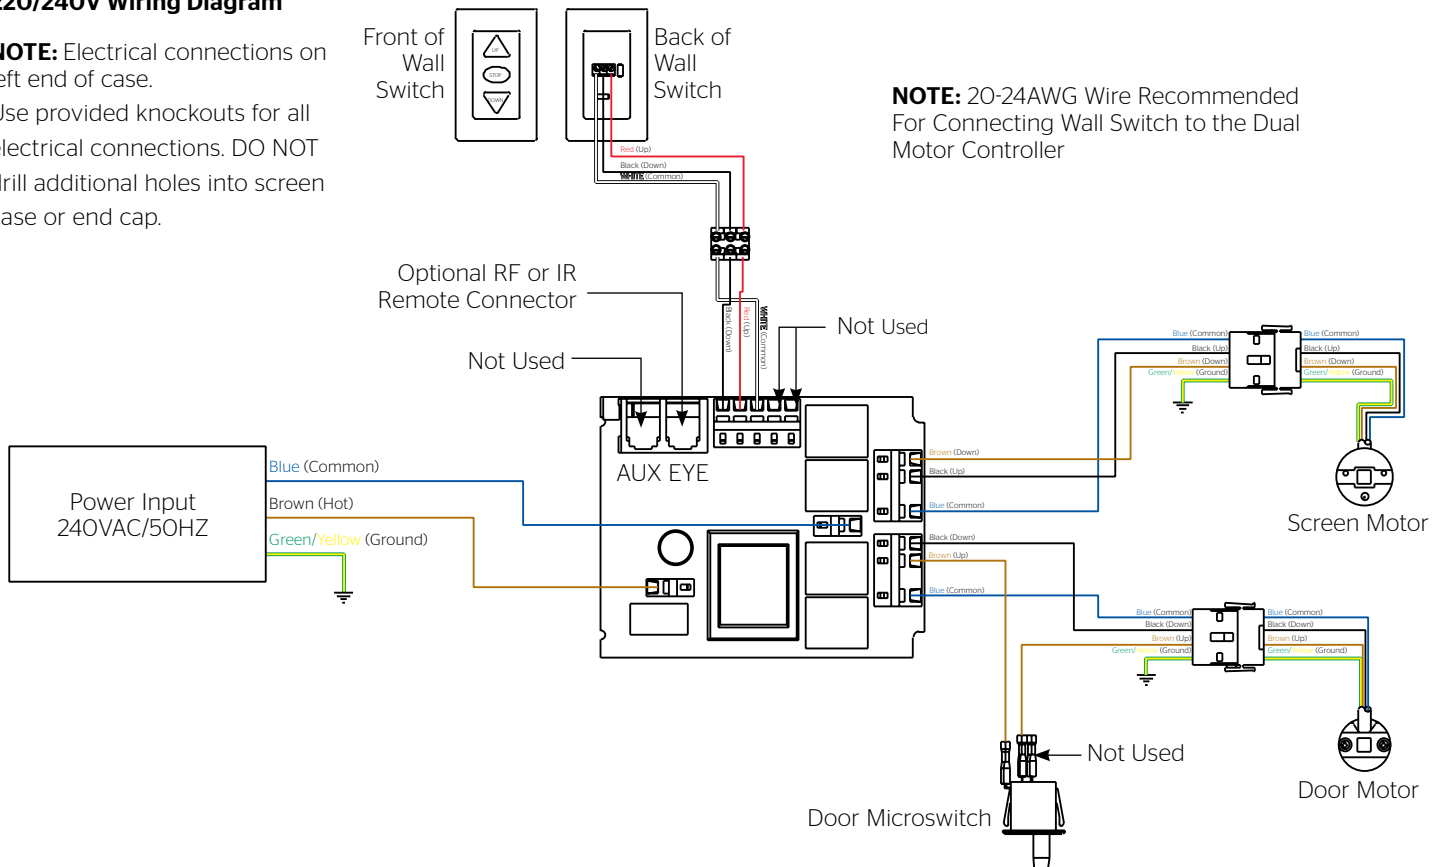 220/240V Wiring Diagram
NOTE: Electrical connections on
left end of case.
Use provided knockouts for all
electrical connections. DO NOT
drill additional holes into screen
case or end cap.
Front of
Wall
Switch
UP
STOP
DOWN
Back of
Wall
Switch
NOTE: 20-24AWG Wire Recommended
For Connecting Wall Switch to the Dual
Motor Controller
Red (Up)
Black (Down)
WHITE (Common)
Optional RF or IR
Remote Connector
Not Used
Black (Down)
Red (Up)
WHITE (Common)
Not Used
AUX EYE
Power Input
240VAC/50HZ
Blue (Common)
Brown (Hot)
Green/Yellow (Ground)
Brown (Down)
Black (Up)
Blue (Common)
Black (Down)
Brown (Up)
Blue (Common)
Blue (Common)
Black (Up)
Brown (Down)
Green/Yellow (Ground)
Blue (Common)
Black (Up)
Brown (Down)
Green/Yellow (Ground)
Screen Motor
Blue (Common)
Black (Down)
Brown (Up)
Green/Yellow (Ground)
Blue (Common)
Black (Down)
Brown (Up)
Green/Yellow (Ground)
Door Motor
Not Used
Door Microswitch